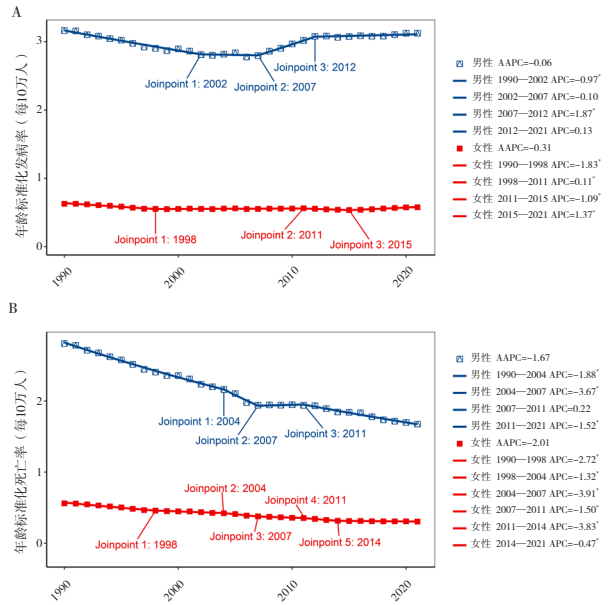 A
年龄标准化发病率（每10万人）
3
2
1
0
Joinpoint 1: 2002
Joinpoint 2: 2007
Joinpoint 3: 2012
Joinpoint 1: 1998
Joinpoint 2: 2011
Joinpoint 3: 2015
1990
2000
2010
2020
男性 AAPC=−0.06
男性 1990—2002 APC=−0.97*
男性 2002—2007 APC=−0.10
男性 2007—2012 APC=1.87*
男性 2012—2021 APC=0.13
女性 AAPC=−0.31
女性 1990—1998 APC=−1.83*
女性 1998—2011 APC=0.11*
女性 2011—2015 APC=−1.09*
女性 2015—2021 APC=1.37*
B
年龄标准化死亡率（每10万人）
2
1
0
Joinpoint 1: 2004
Joinpoint 2: 2007
Joinpoint 3: 2011
Joinpoint 2: 2004
Joinpoint 4: 2011
Joinpoint 1: 1998
Joinpoint 3: 2007
Joinpoint 5: 2014
1990
2000
2010
2020
男性 AAPC=−1.67
男性 1990—2004 APC=−1.88*
男性 2004—2007 APC=−3.67*
男性 2007—2011 APC=0.22
男性 2011—2021 APC=−1.52*
女性 AAPC=−2.01
女性 1990—1998 APC=−2.72*
女性 1998—2004 APC=−1.32*
女性 2004—2007 APC=−3.91*
女性 2007—2011 APC=−1.50*
女性 2011—2014 APC=−3.83*
女性 2014—2021 APC=−0.47*